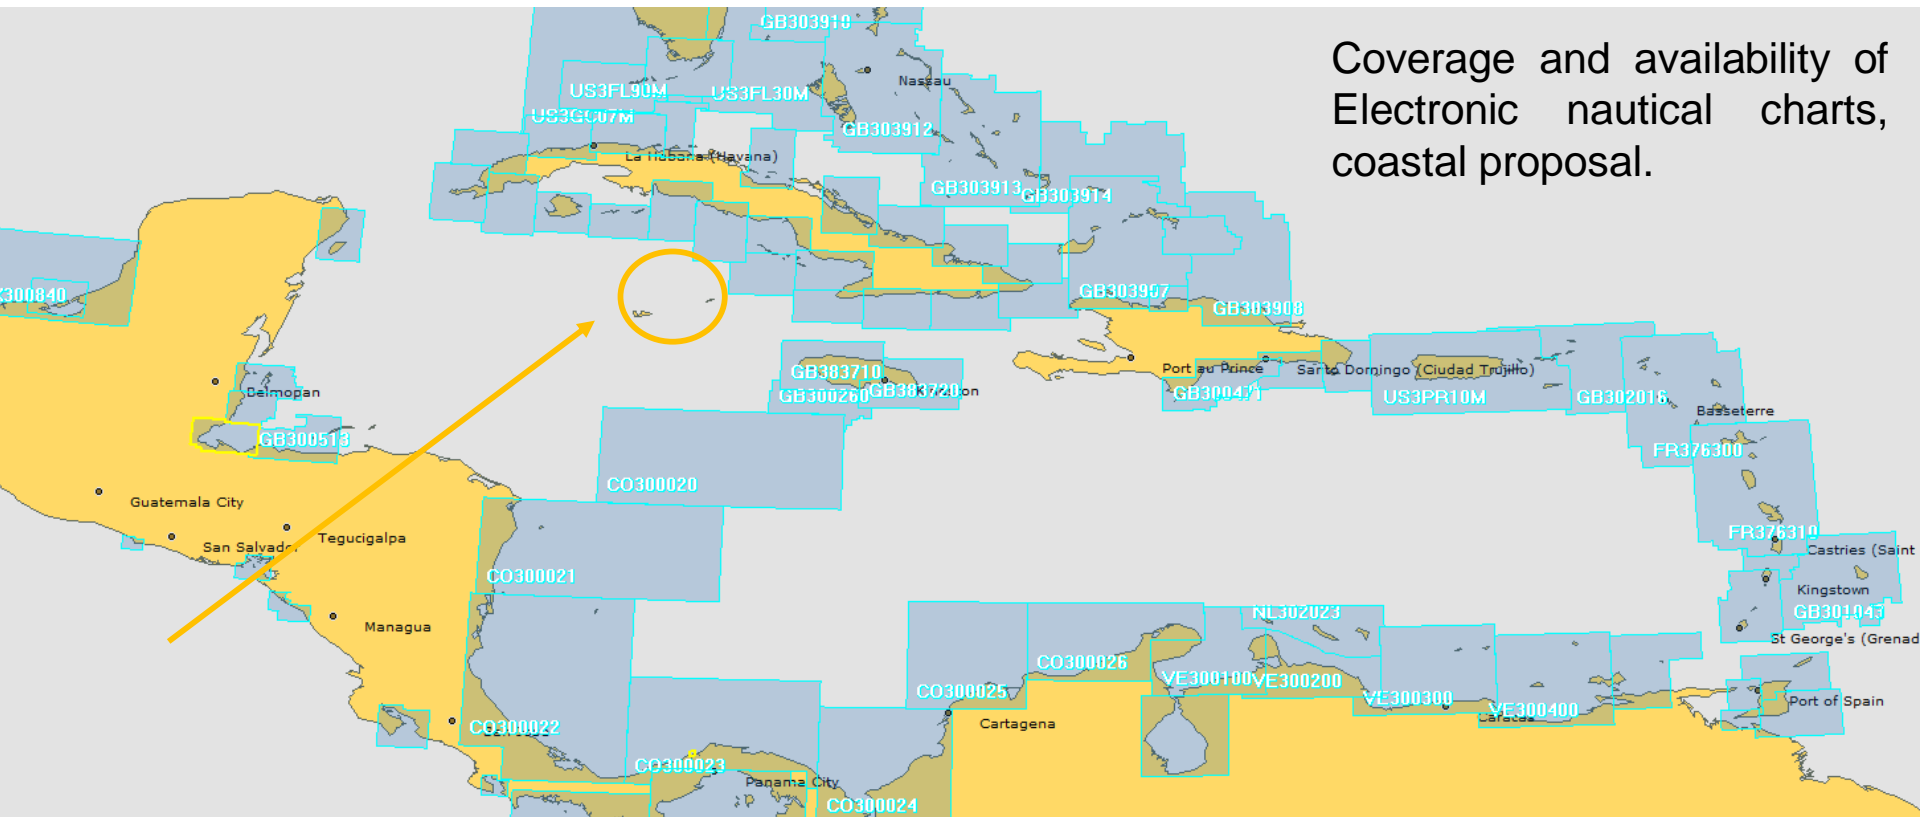 GB303919
Coverage and availability of
Electronic nautical charts,
coastal proposal.
Nassau
US3FL90M
US3FL30M
US3GC07M
GB303912
La Habana (Havana)
GB303913
GB303914
300840
GB303907
GB303908
GB383710
Port au Prince
Santo Domingo (Ciudad Trujillo)
GB300260
GB383720
GB300471
US3PR10M
GB302016
Belmopan
Basseterre
GB300513
FR376300
CO300020
Guatemala City
San Salvador
Tegucigalpa
FR376310
Castries (Saint
CO300021
Kingstown
NL302023
GB301043
Managua
St George's (Grenad
CO300026
VE300100
VE300200
CO300025
VE300300
VE300400
Port of Spain
Cartagena
Caracas
CO300022
CO300023
Panama City
CO300024